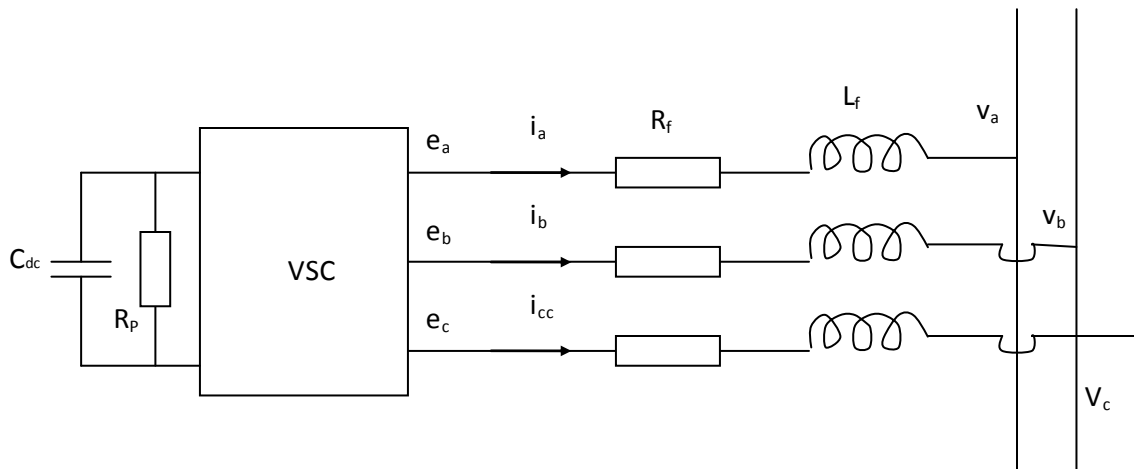 L_f
v_a
i_a
R_f
e_a
i_b
v_b
e_b
C_dc
VSC
i_cc
R_P
e_c
V_c